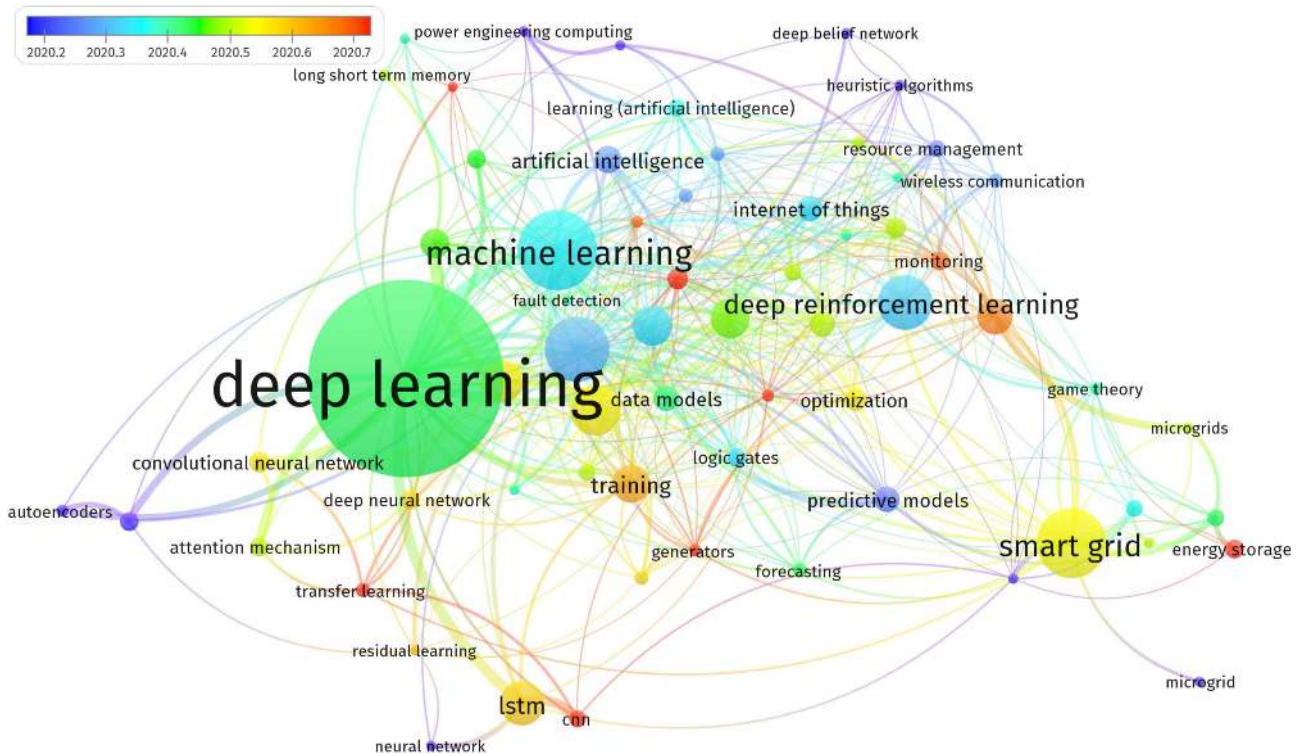 2020.2 2020.3 2020.4 2020.5 2020.6 2020.7
power engineering computing
deep belief network
long short term memory
heuristic algorithms
learning (artificial intelligence)
resource management
artificial intelligence
wireless communication
internet of things
machine learning
monitoring
fault detection
deep reinforcement learning
deep learning
game theory
data models
optimization
microgrids
convolutional neural network
logic gates
training
deep neural network
predictive models
autoencoders
attention mechanism
smart grid
generators
energy storage
forecasting
transfer learning
residual learning
microgrid
lstm
cnn
neural network